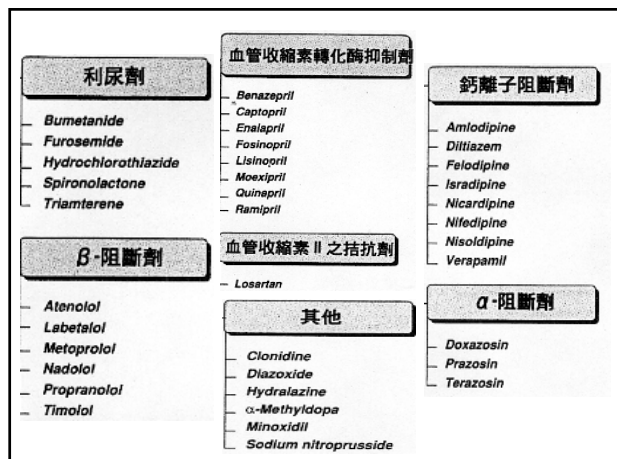 利尿劑
Bumetanide
Furosemide
Hydrochlorothiazide
Spironolactone
Triamterene
β-阻斷劑
Atenolol
Labetalol
Metoprolol
Nadolol
Propranolol
Timolol
血管收縮素轉化酶抑制劑
Benazepril
Captopril
Enalapril
Fosinopril
Lisinopril
Moexipril
Quinapril
Ramipril
血管收縮素 II 之拮抗劑
Losartan
其他
Clonidine
Diazoxide
Hydralazine
α-Methyldopa
Minoxidil
Sodium nitroprusside
鈣離子阻斷劑
Amlodipine
Diltiazem
Felodipine
Isradipine
Nicardipine
Nifedipine
Nisoldipine
Verapamil
α-阻斷劑
Doxazosin
Prazosin
Terazosin